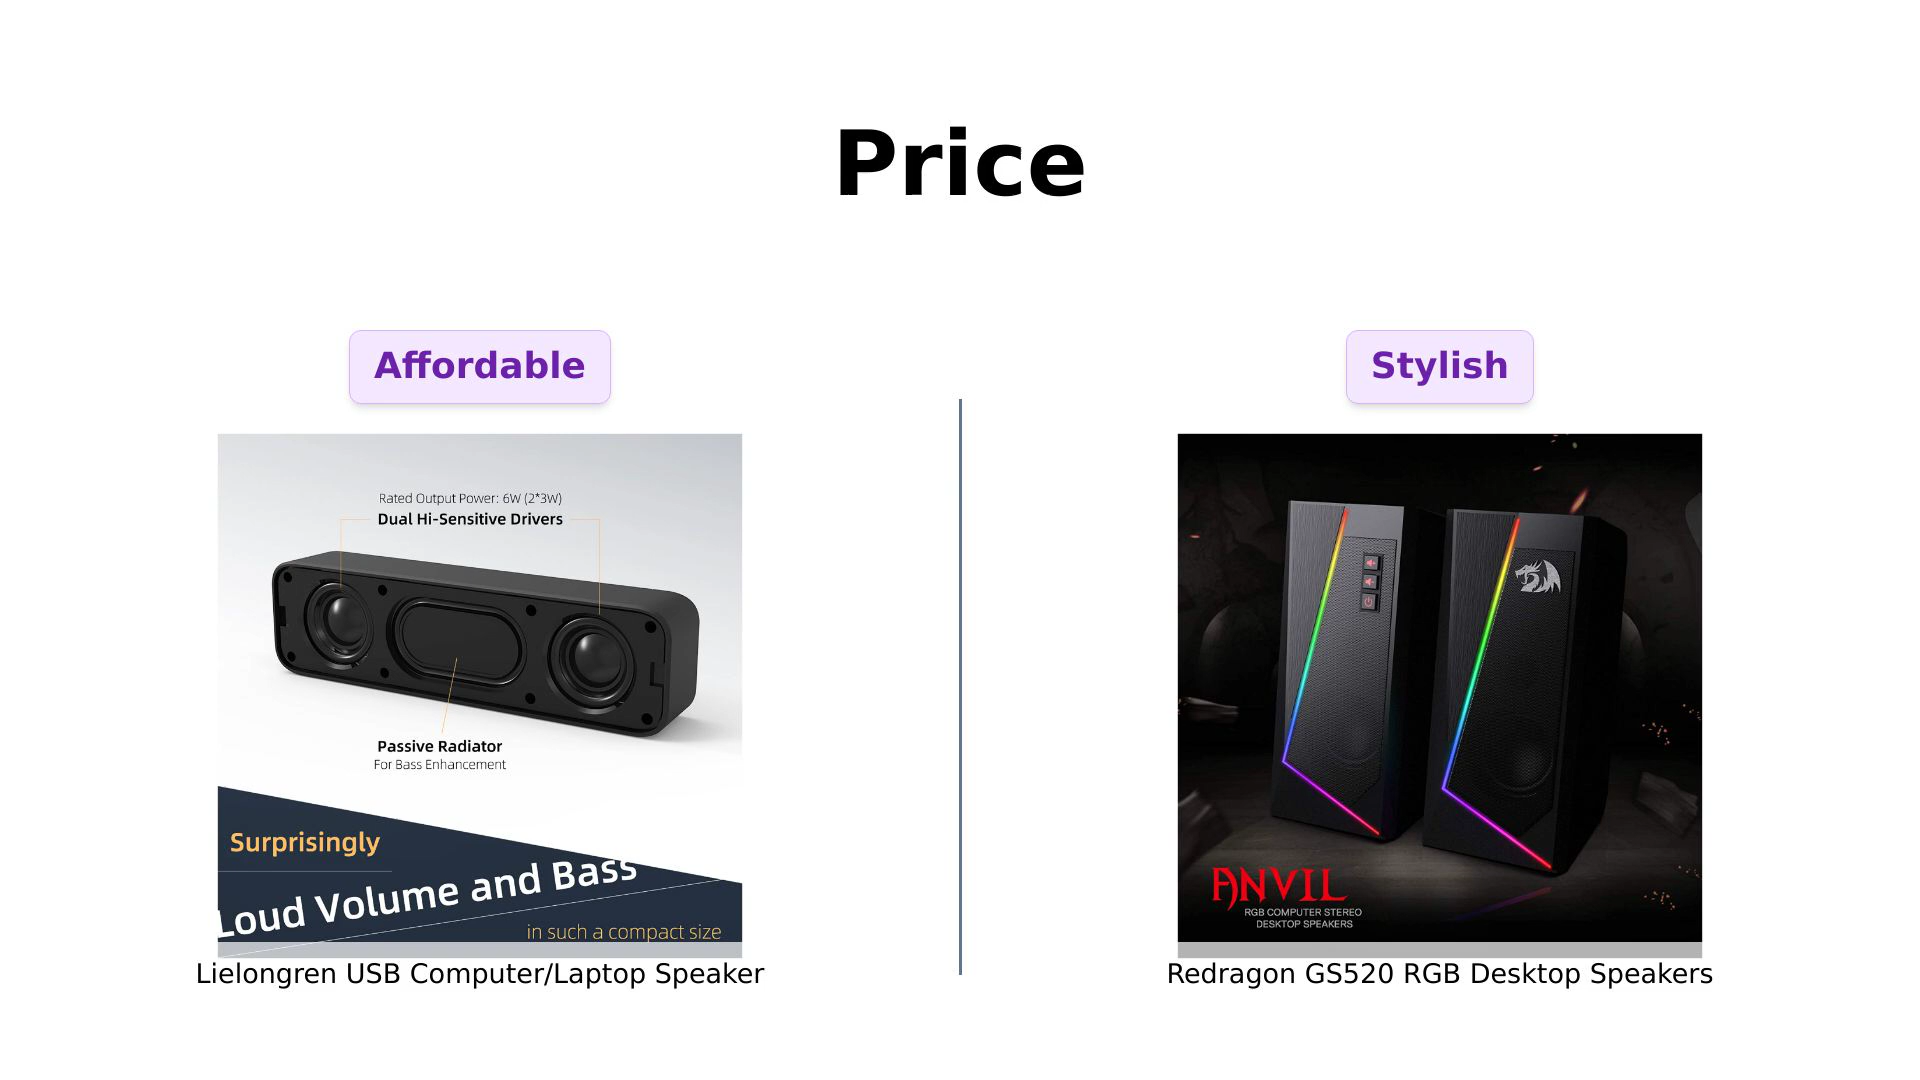 Price
Affordable
Stylish
Rated Output Power: 6W (2*3W)
Dual Hi-Sensitive Drivers
Passive Radiator
For Bass Enhancement
Surprisingly
Loud Volume and Bass
in such a compact size
Lielongren USB Computer/Laptop Speaker
ANVIL
RGB COMPUTER STEREO
DESKTOP SPEAKERS
Redragon GS520 RGB Desktop Speakers